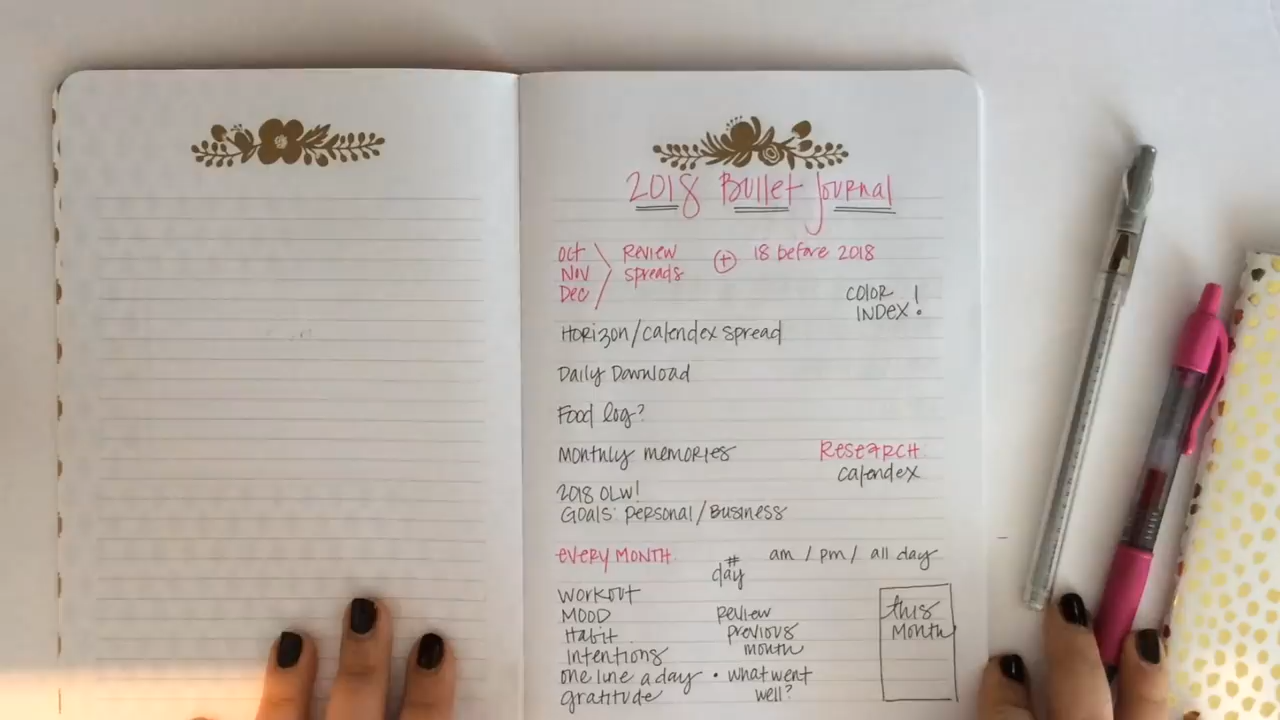 2018 Bullet Journal
Oct
Nov
Dec
Review
spreads
+ 18 before 2018
COLOR
INDEX!
Horizon/calendex spread
Daily Download
Food log?
Monthly memories
RESEARCH
calendex
2018 OLW!
GOALS: personal/Business
every MONTH
#
day
am / pm / all day
workout
MOOD
Habit
Intentions
one line a day
gratitude
Review
previous
month
• what went
well?
this
Month